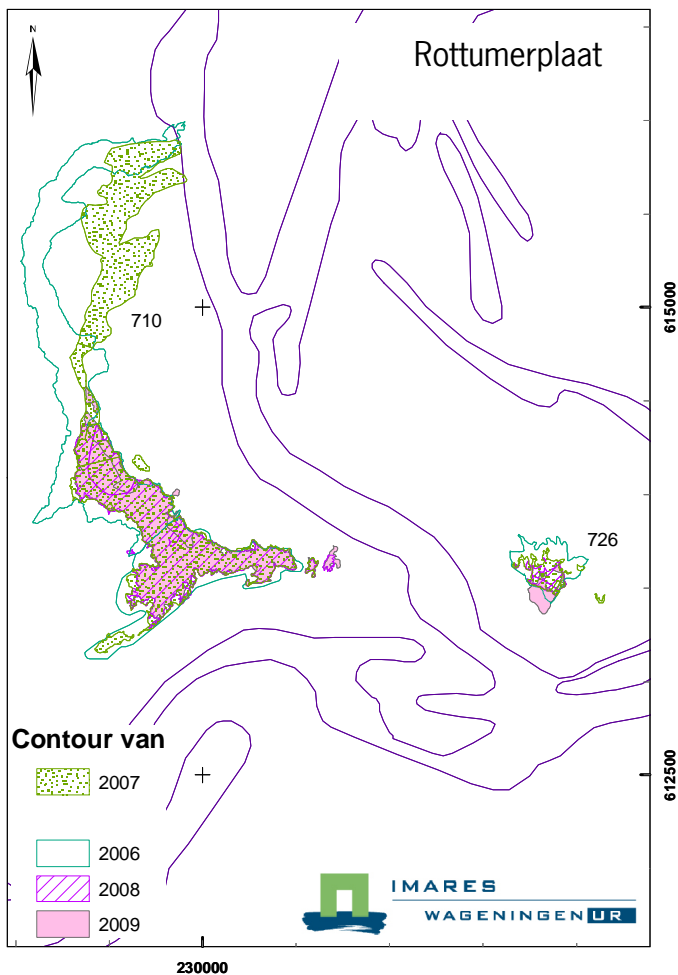 N
Rottumerplaat
710
615000
726
Contour van
2007
2006
2008
2009
612500
IMARES
WAGENINGEN UR
230000